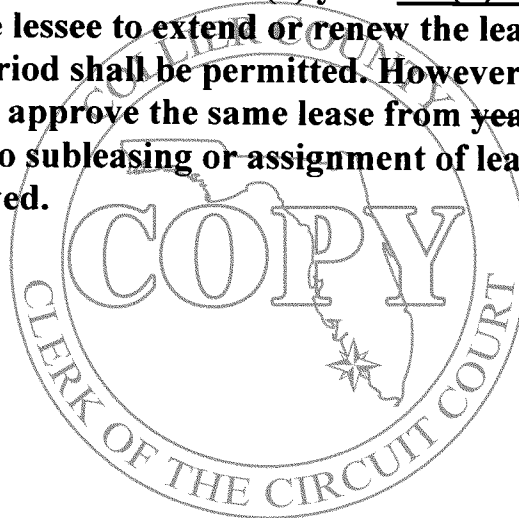 e lessee to extend or renew the lea
riod shall be permitted. However
approve the same lease from yea
o subleasing or assignment of lea
ved.
COLLIER COUNTY
COPY
CLERK OF THE CIRCUIT COURT